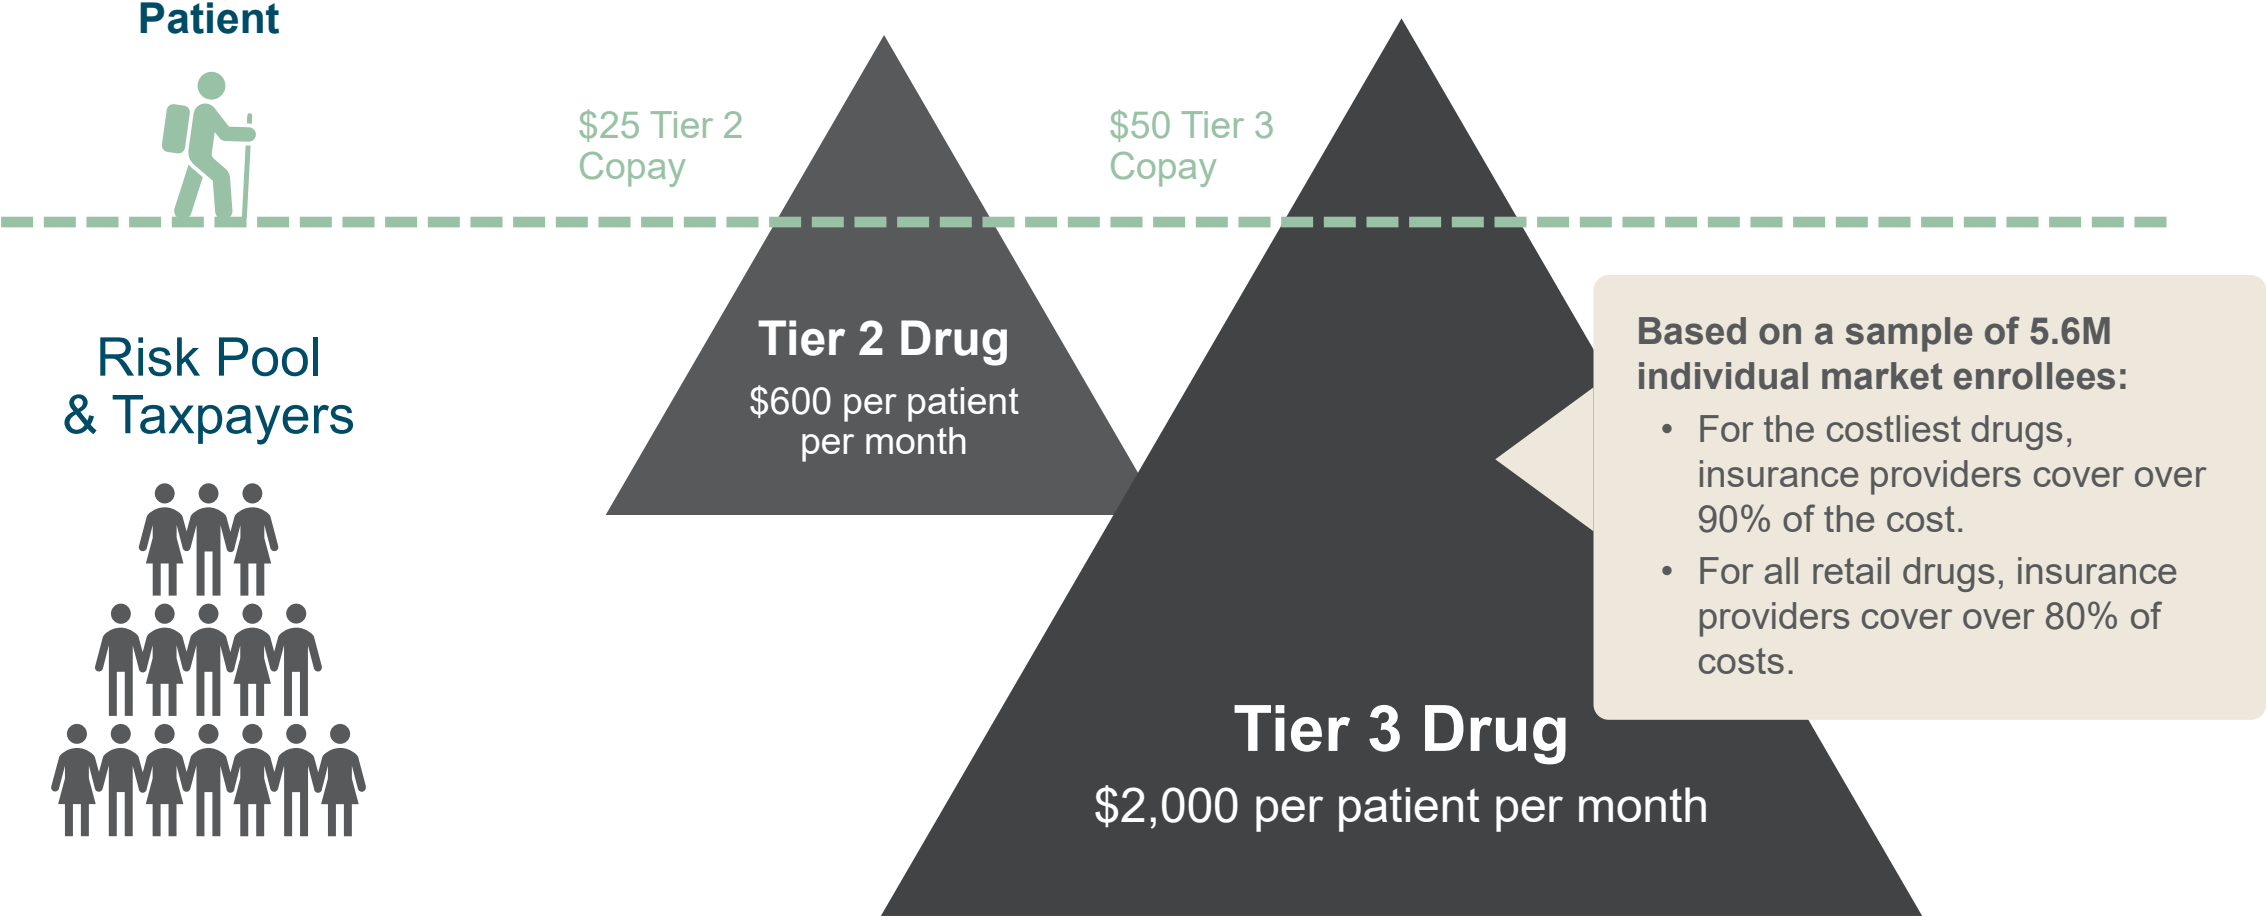 Patient
$25 Tier 2
Copay
$50 Tier 3
Copay
Risk Pool
& Taxpayers
Tier 2 Drug
$600 per patient
per month
Based on a sample of 5.6M
individual market enrollees:
• For the costliest drugs,
insurance providers cover over
90% of the cost.
• For all retail drugs, insurance
providers cover over 80% of
costs.
Tier 3 Drug
$2,000 per patient per month